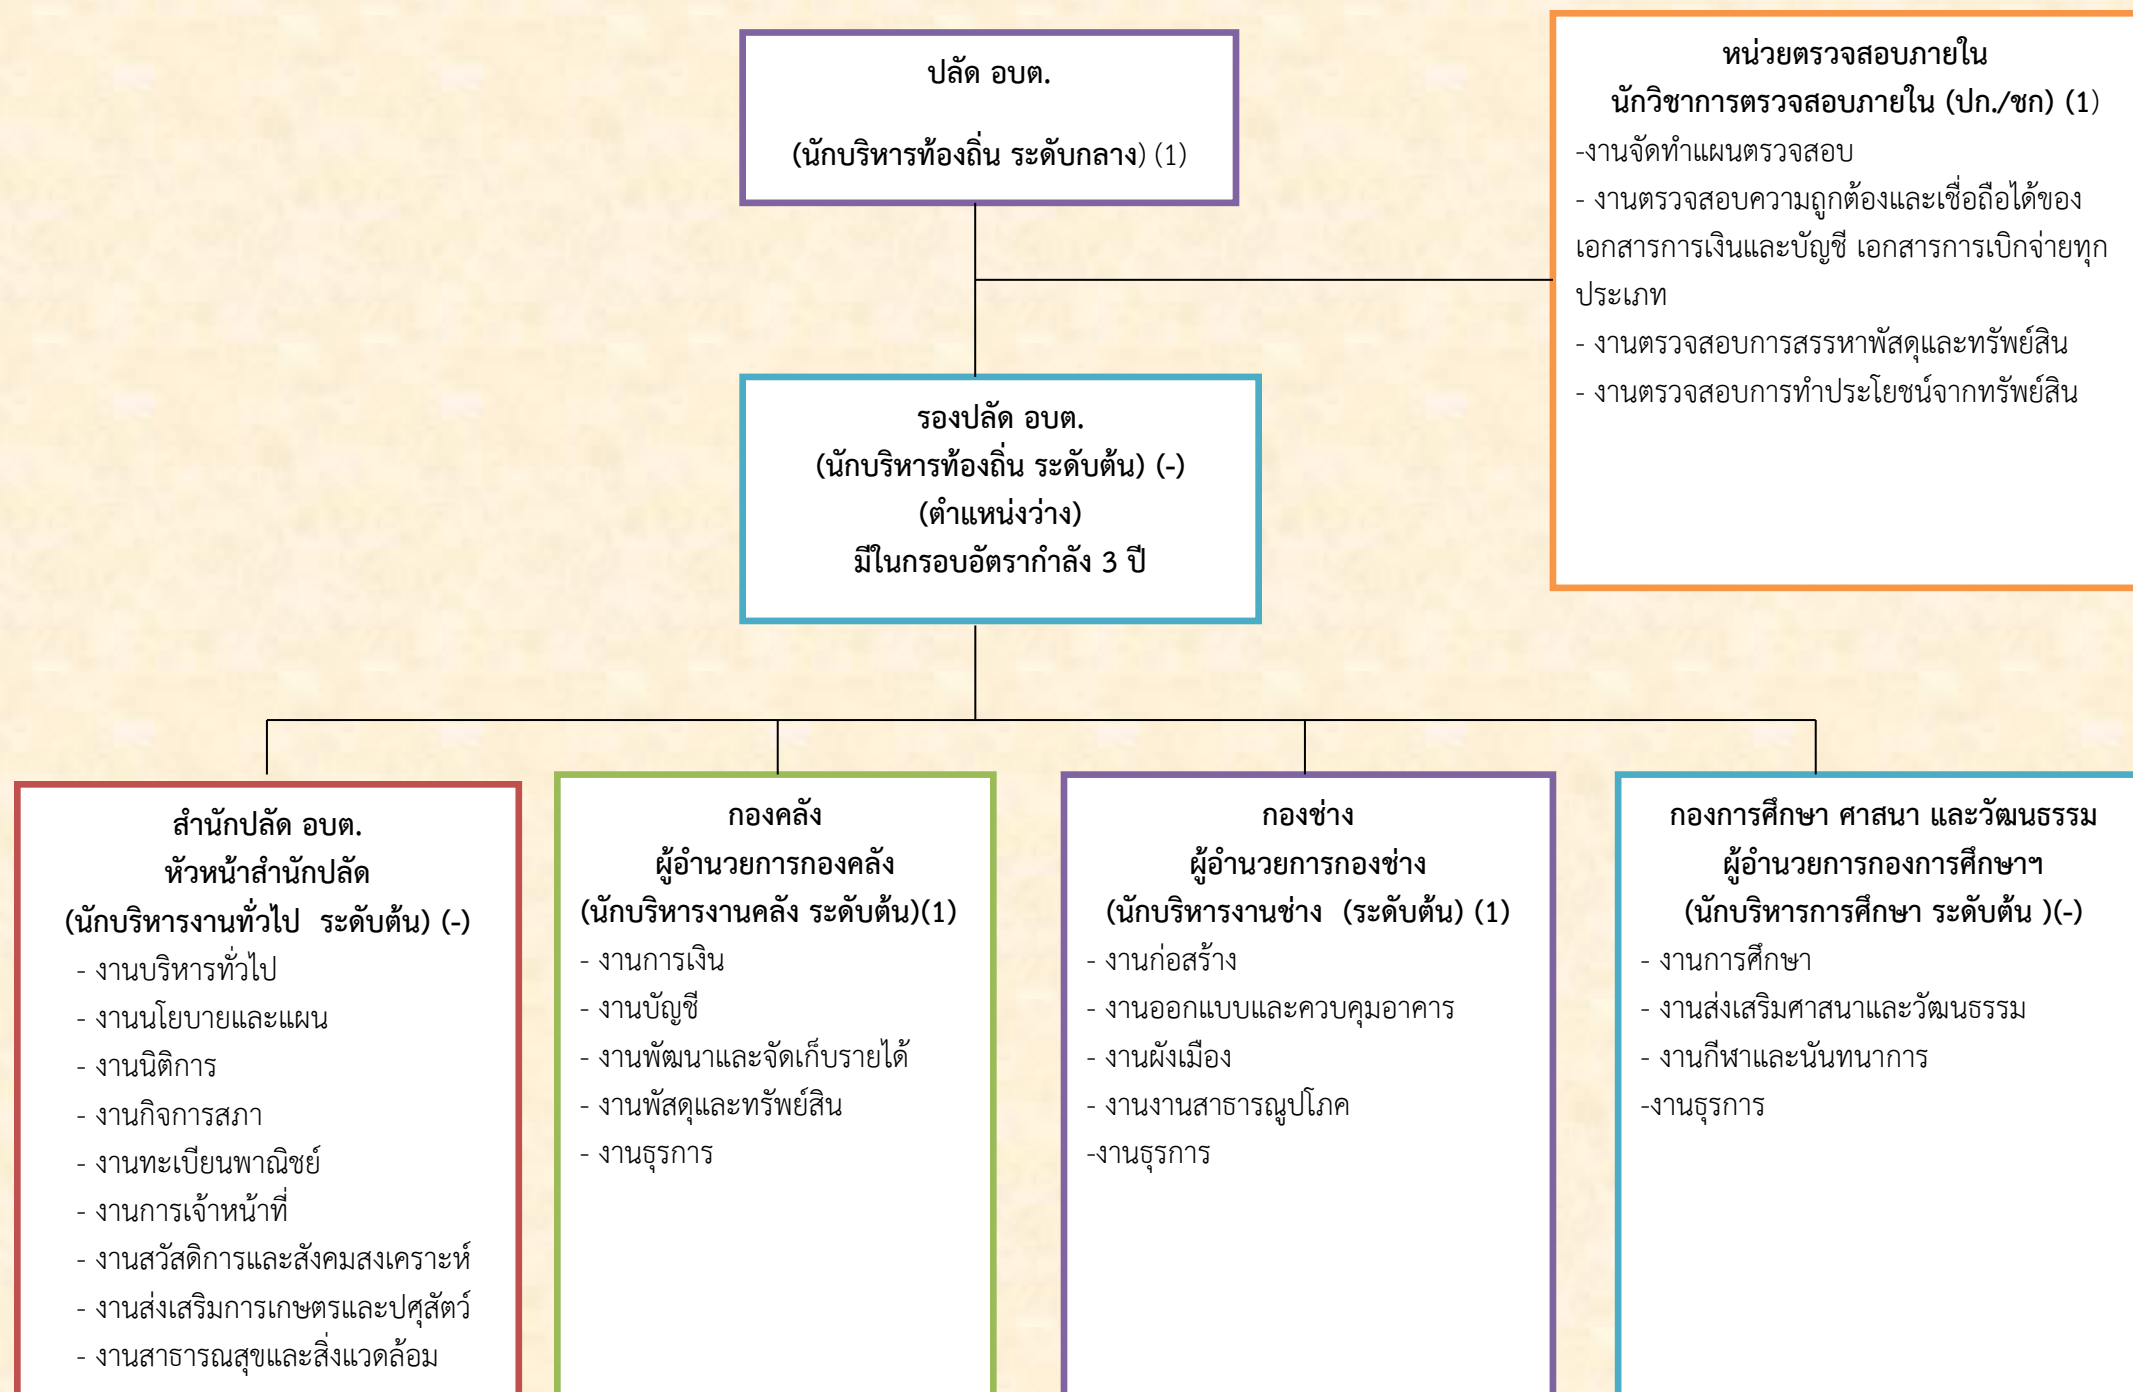 ปลัด อบต.
(นักบริหารท้องถิ่น ระดับกลาง) (1)
หน่วยตรวจสอบภายใน
นักวิชาการตรวจสอบภายใน (ปก./ชก) (1)
-งานจัดทำแผนตรวจสอบ
- งานตรวจสอบความถูกต้องและเชื่อถือได้ของ
เอกสารการเงินและบัญชี เอกสารการเบิกจ่ายทุก
ประเภท
- งานตรวจสอบการสรรหาพัสดุและทรัพย์สิน
- งานตรวจสอบการทำประโยชน์จากทรัพย์สิน
รองปลัด อบต.
(นักบริหารท้องถิ่น ระดับต้น) (-)
(ตำแหน่งว่าง)
มีในกรอบอัตรากำลัง 3 ปี
สำนักปลัด อบต.
หัวหน้าสำนักปลัด
(นักบริหารงานทั่วไป ระดับต้น) (-)
- งานบริหารทั่วไป
- งานนโยบายและแผน
- งานนิติการ
- งานกิจการสภา
- งานทะเบียนพาณิชย์
- งานการเจ้าหน้าที่
- งานสวัสดิการและสังคมสงเคราะห์
- งานส่งเสริมการเกษตรและปศุสัตว์
- งานสาธารณสุขและสิ่งแวดล้อม
กองคลัง
ผู้อำนวยการกองคลัง
(นักบริหารงานคลัง ระดับต้น)(1)
- งานการเงิน
- งานบัญชี
- งานพัฒนาและจัดเก็บรายได้
- งานพัสดุและทรัพย์สิน
- งานธุรการ
กองช่าง
ผู้อำนวยการกองช่าง
(นักบริหารงานช่าง (ระดับต้น) (1)
- งานก่อสร้าง
- งานออกแบบและควบคุมอาคาร
- งานผังเมือง
- งานงานสาธารณูปโภค
-งานธุรการ
กองการศึกษา ศาสนา และวัฒนธรรม
ผู้อำนวยการกองการศึกษาฯ
(นักบริหารการศึกษา ระดับต้น )(-)
- งานการศึกษา
- งานส่งเสริมศาสนาและวัฒนธรรม
- งานกีฬาและนันทนาการ
-งานธุรการ